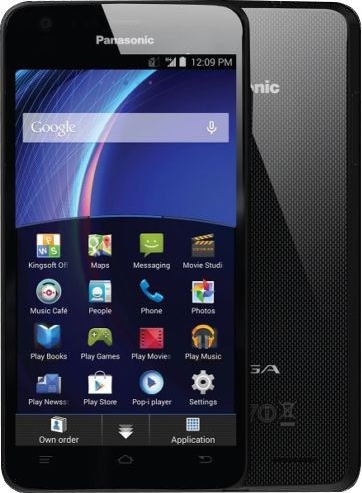 Panasonic
12:09 PM
nic
Google
Kingsoft Off
Maps
Messaging
Movie Studi
Music Café
People
Phone
Photos
Play Books
Play Games
Play Movies
Play Music
GA
Play Newss
Play Store
Pop-i player
Settings
Own order
Application